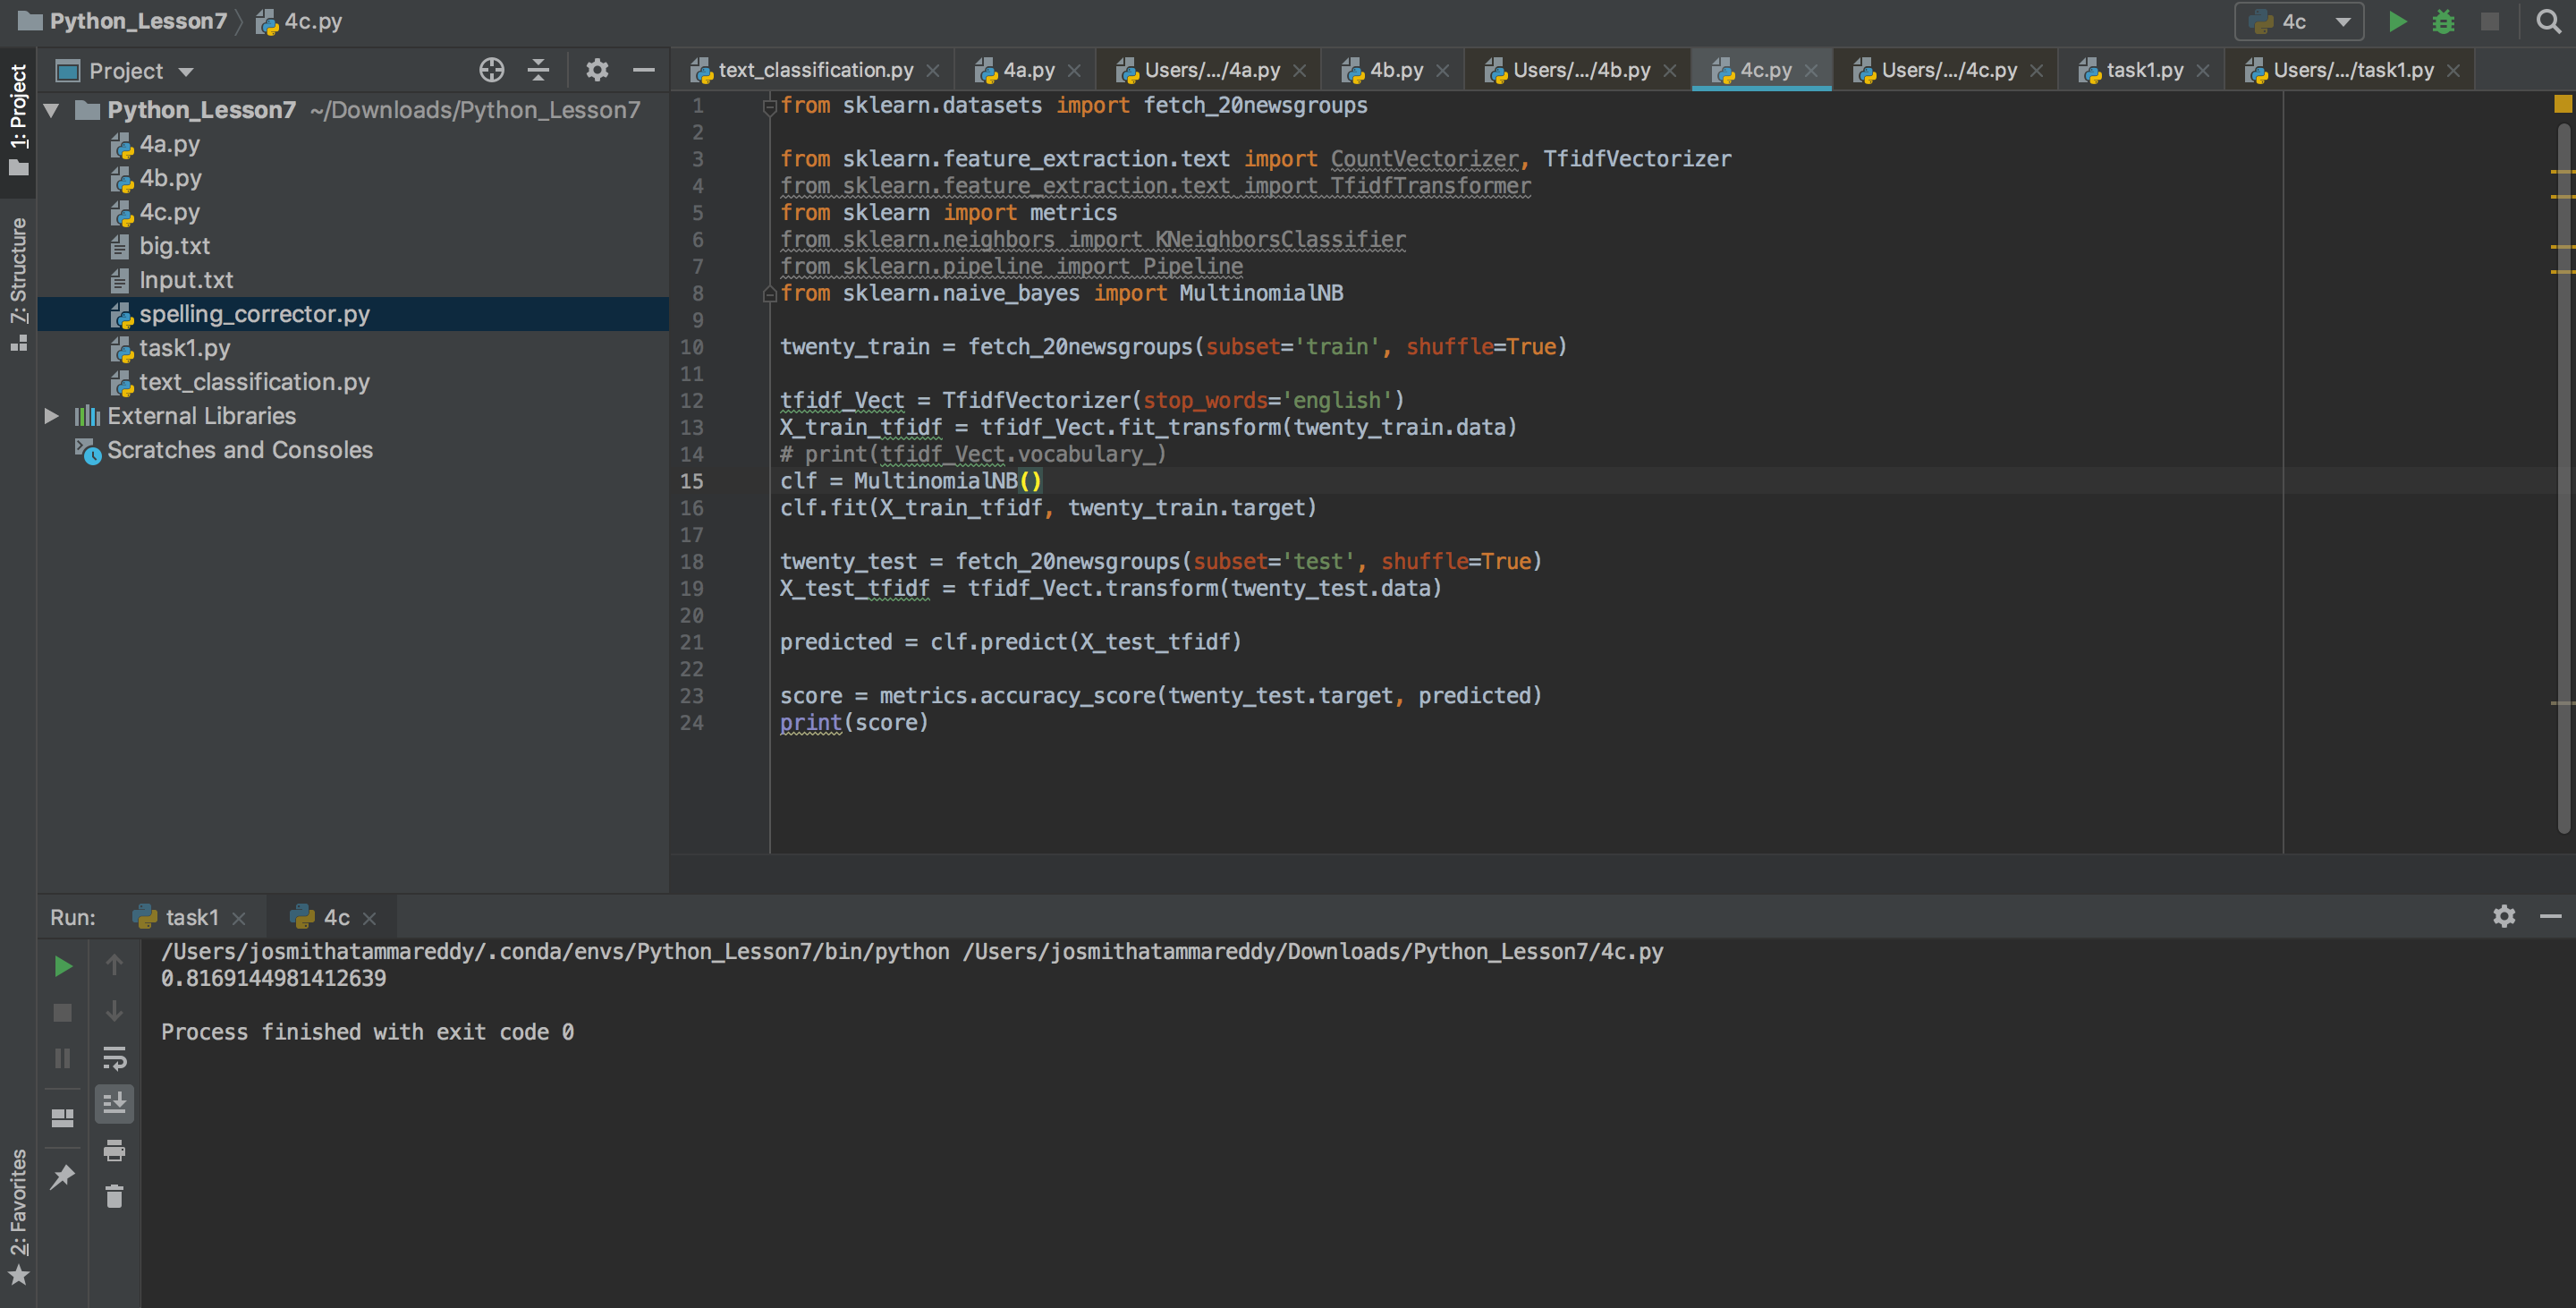 Python_Lesson7 4c.py 4c
1: Project
7: Structure
2: Favorites
Project
Python_Lesson7 ~/Downloads/Python_Lesson7
4a.py
4b.py
4c.py
big.txt
Input.txt
spelling_corrector.py
task1.py
text_classification.py
External Libraries
Scratches and Consoles
text_classification.py 4a.py Users/.../4a.py 4b.py Users/.../4b.py 4c.py Users/.../4c.py task1.py Users/.../task1.py
1 from sklearn.datasets import fetch_20newsgroups
2
3 from sklearn.feature_extraction.text import CountVectorizer, TfidfVectorizer
4 from sklearn.feature_extraction.text import TfidfTransformer
5 from sklearn import metrics
6 from sklearn.neighbors import KNeighborsClassifier
7 from sklearn.pipeline import Pipeline
8 from sklearn.naive_bayes import MultinomialNB
9
10 twenty_train = fetch_20newsgroups(subset='train', shuffle=True)
11
12 tfidf_Vect = TfidfVectorizer(stop_words='english')
13 X_train_tfidf = tfidf_Vect.fit_transform(twenty_train.data)
14 # print(tfidf_Vect.vocabulary_)
15 clf = MultinomialNB()
16 clf.fit(X_train_tfidf, twenty_train.target)
17
18 twenty_test = fetch_20newsgroups(subset='test', shuffle=True)
19 X_test_tfidf = tfidf_Vect.transform(twenty_test.data)
20
21 predicted = clf.predict(X_test_tfidf)
22
23 score = metrics.accuracy_score(twenty_test.target, predicted)
24 print(score)
Run: task1 4c
/Users/josmithatammareddy/.conda/envs/Python_Lesson7/bin/python /Users/josmithatammareddy/Downloads/Python_Lesson7/4c.py
0.8169144981412639
Process finished with exit code 0